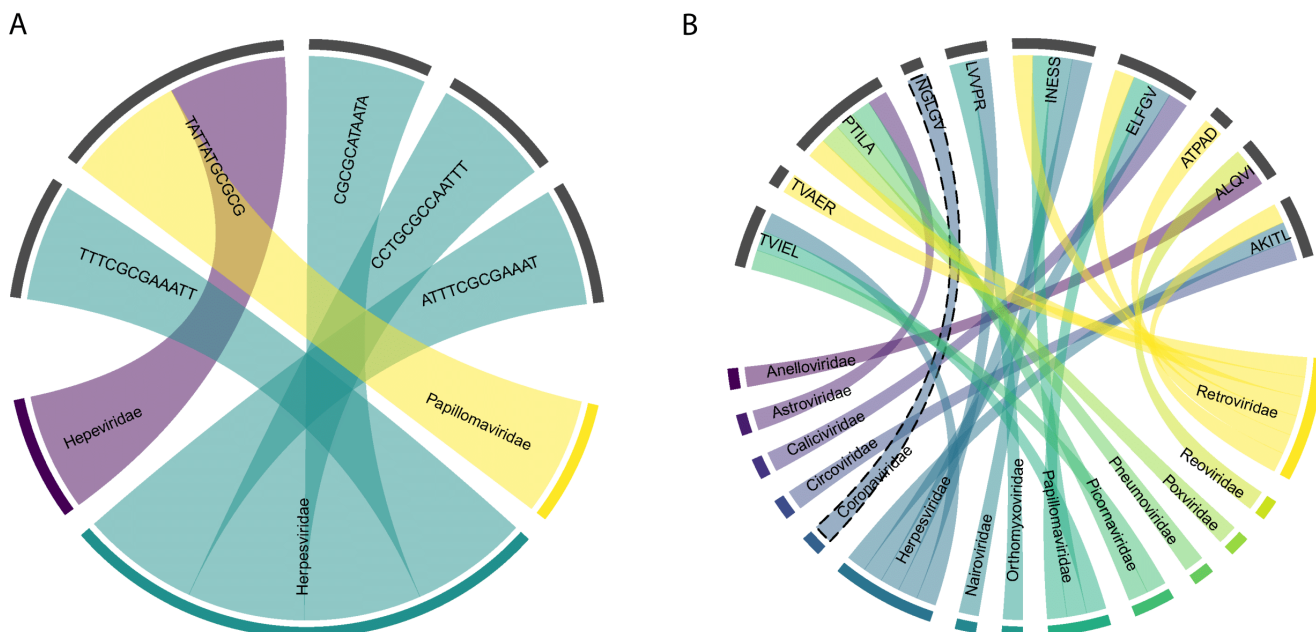 A
B
TATTATGCGCG
CGCGCATAATA
CCTGCGCCAATTT
TTTCGCGAAATT
ATTTCGCGAAAT
Hepeviridae
Papillomaviridae
Herpesviridae
TVIEL
TVAER
PTILA
INGLGV
LVVPR
INESS
ELFGV
ATPAD
ALQVI
AKITL
Anelloviridae
Astroviridae
Caliciviridae
Circoviridae
Coronaviridae
Herpesviridae
Nairoviridae
Orthomyxoviridae
Papillomaviridae
Picornaviridae
Pneumoviridae
Poxviridae
Reoviridae
Retroviridae